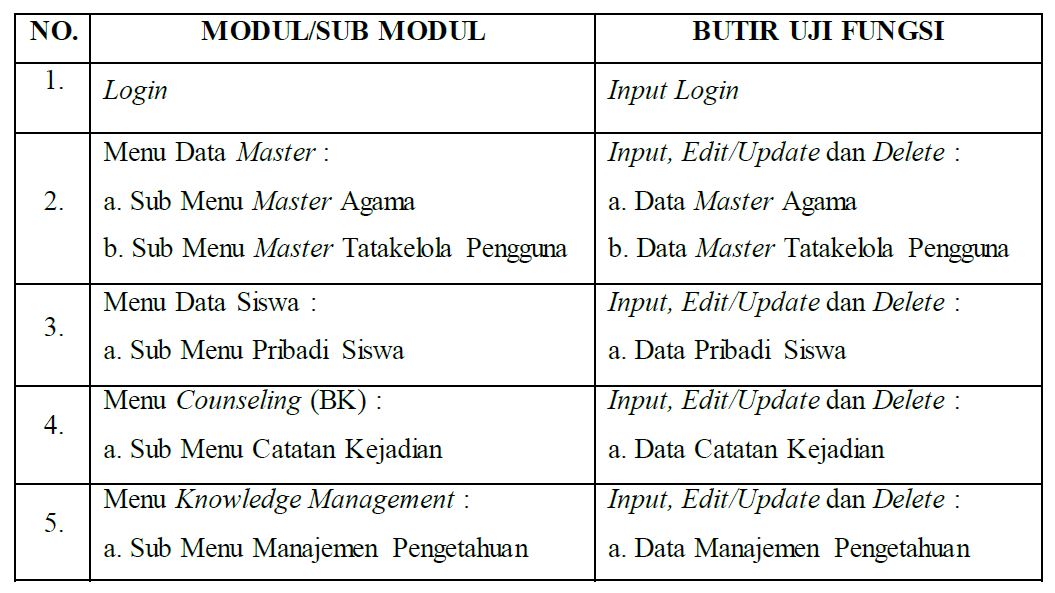 NO. MODUL/SUB MODUL BUTIR UJI FUNGSI
1. Login Input Login
2. Menu Data Master :
a. Sub Menu Master Agama
b. Sub Menu Master Tatakelola Pengguna
Input, Edit/Update dan Delete :
a. Data Master Agama
b. Data Master Tatakelola Pengguna
3. Menu Data Siswa :
a. Sub Menu Pribadi Siswa
Input, Edit/Update dan Delete :
a. Data Pribadi Siswa
4. Menu Counseling (BK) :
a. Sub Menu Catatan Kejadian
Input, Edit/Update dan Delete :
a. Data Catatan Kejadian
5. Menu Knowledge Management :
a. Sub Menu Manajemen Pengetahuan
Input, Edit/Update dan Delete :
a. Data Manajemen Pengetahuan